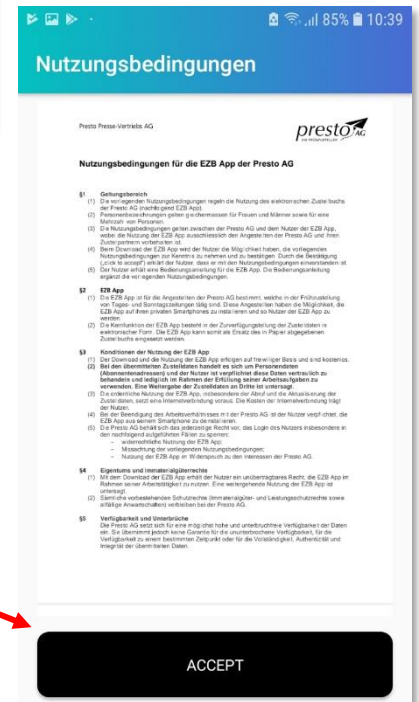 85% 10:39
Nutzungsbedingungen
Presto Presse-Vertriebs AG
presto AG
Nutzungsbedingungen für die EZB App der Presto AG
§1 Geltungsbereich
(1) Die vorliegenden Nutzungsbedingungen regeln die Nutzung des elektronischen Zustellbuchs
der Presto AG (nachfolgend EZB App).
(2) Personenbezeichnungen gelten gleichermassen für Frauen und Männer sowie für eine
Mehrzahl von Personen.
(3) Die Nutzungsbedingungen gelten zwischen der Presto AG und dem Nutzer der EZB App,
wobei die Nutzung der EZB App ausschliesslich den Angestellten der Presto AG und ihren
Zustellpartnern vorbehalten ist.
(4) Beim Download der EZB App wird der Nutzer die Möglichkeit haben, die vorliegenden
Nutzungsbedingungen zur Kenntnis zu nehmen und zu bestätigen. Durch die Bestätigung
(„click to accept“) erklärt der Nutzer, dass er mit den Nutzungsbedingungen einverstanden ist.
(5) Der Nutzer erhält eine Bedienungsanleitung für die EZB App. Die Bedienungsanleitung
ergänzt die vorliegenden Nutzungsbedingungen.
§2 EZB App
(1) Die EZB App ist für die Angestellten der Presto AG bestimmt, welche in der Frühzustellung
von Tages- und Sonntagszeitungen tätig sind. Diese Angestellten haben die Möglichkeit, die
EZB App auf ihren privaten Smartphones zu installieren und so Nutzer der EZB App zu
werden.
(2) Die Kernfunktion der EZB App besteht in der Zurverfügungstellung der Zustelldaten in
elektronischer Form. Die EZB App kann somit als Ersatz des in Papier abgegebenen
Zustellbuchs eingesetzt werden.
§3 Konditionen der Nutzung der EZB App
(1) Der Download und die Nutzung der EZB App erfolgen auf freiwilliger Basis und sind kostenlos.
(2) Bei den übermittelten Zustelldaten handelt es sich um Personendaten
(Abonnentenadressen) und der Nutzer ist verpflichtet diese Daten vertraulich zu
behandeln und lediglich im Rahmen der Erfüllung seiner Arbeitsaufgaben zu
verwenden. Eine Weitergabe der Zustelldaten an Dritte ist untersagt.
(3) Die ordentliche Nutzung der EZB App, insbesondere der Abruf und die Aktualisierung der
Zustelldaten, setzt eine Internetverbindung voraus. Die Kosten der Internetverbindung trägt
der Nutzer.
(4) Bei der Beendigung des Arbeitsverhältnisses mit der Presto AG ist der Nutzer verpflichtet, die
EZB App aus seinem Smartphone zu deinstallieren.
(5) Die Presto AG behält sich das jederzeitige Recht vor, das Login des Nutzers insbesondere in
den nachfolgend aufgeführten Fällen zu sperren:
– widerrechtliche Nutzung der EZB App;
– Missachtung der vorliegenden Nutzungsbedingungen;
– Nutzung der EZB App im Widerspruch zu den Interessen der Presto AG.
§4 Eigentums und Immaterialgüterrechte
(1) Mit dem Download der EZB App erhält der Nutzer ein unübertragbares Recht, die EZB App im
Rahmen seiner Arbeitstätigkeit zu nutzen. Eine weitergehende Nutzung der EZB App ist
untersagt.
(2) Sämtliche vorbestehenden Schutzrechte (Immaterialgüter- und Leistungsschutzrechte sowie
allfällige Anwartschaften) verbleiben bei der Presto AG.
§5 Verfügbarkeit und Unterbrüche
Die Presto AG setzt sich für eine möglichst hohe und unterbruchfreie Verfügbarkeit der Daten
ein. Sie übernimmt jedoch keine Garantie für die ununterbrochene Verfügbarkeit, für die
Verfügbarkeit zu einem bestimmten Zeitpunkt oder für die Vollständigkeit, Authentizität und
Integrität der übermittelten Daten.
ACCEPT